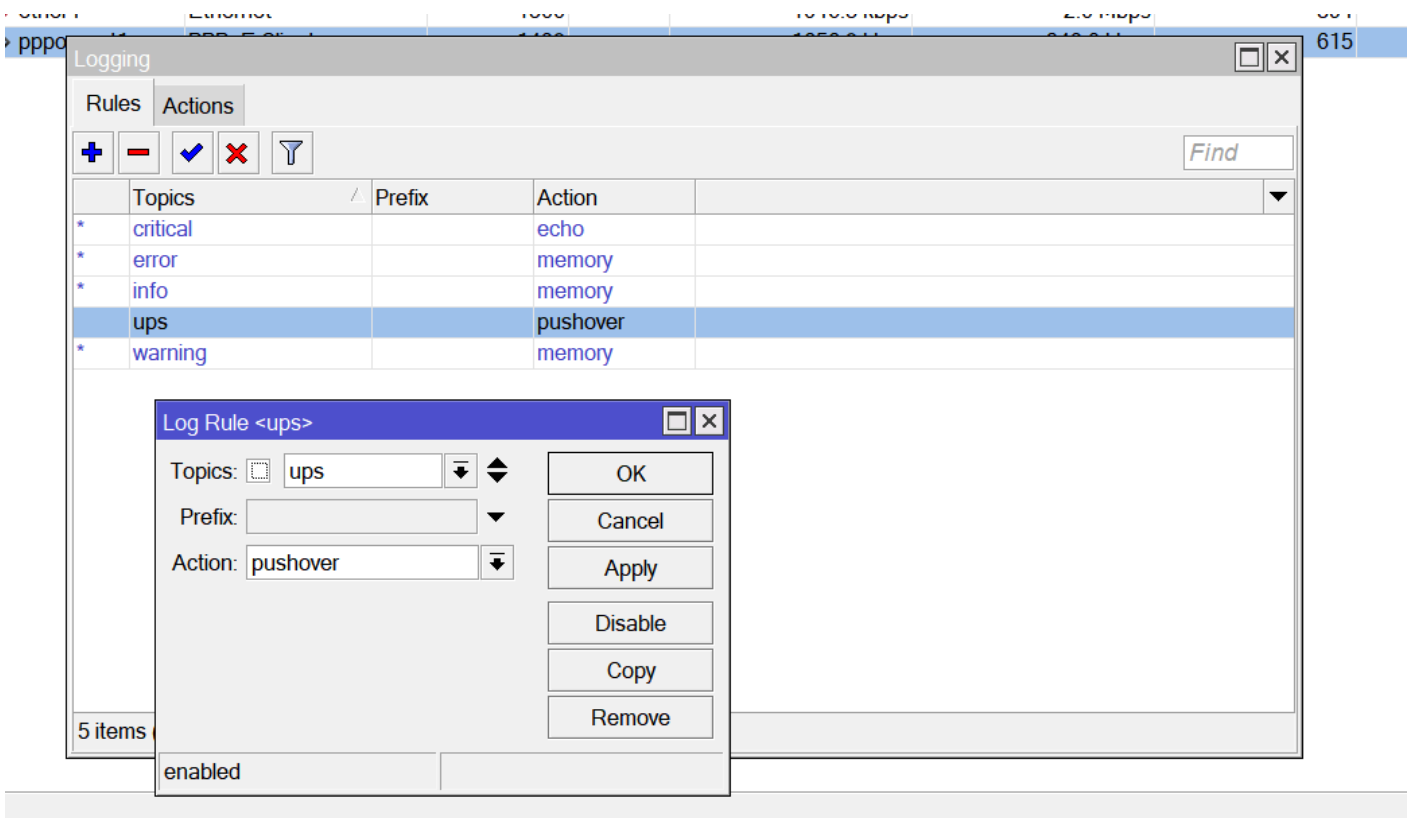 615
Logging
Rules Actions
Find
Topics Prefix Action
* critical echo
* error memory
* info memory
ups pushover
* warning memory
Log Rule <ups>
Topics: ups
OK
Prefix:
Cancel
Action: pushover
Apply
Disable
Copy
Remove
5 items
enabled